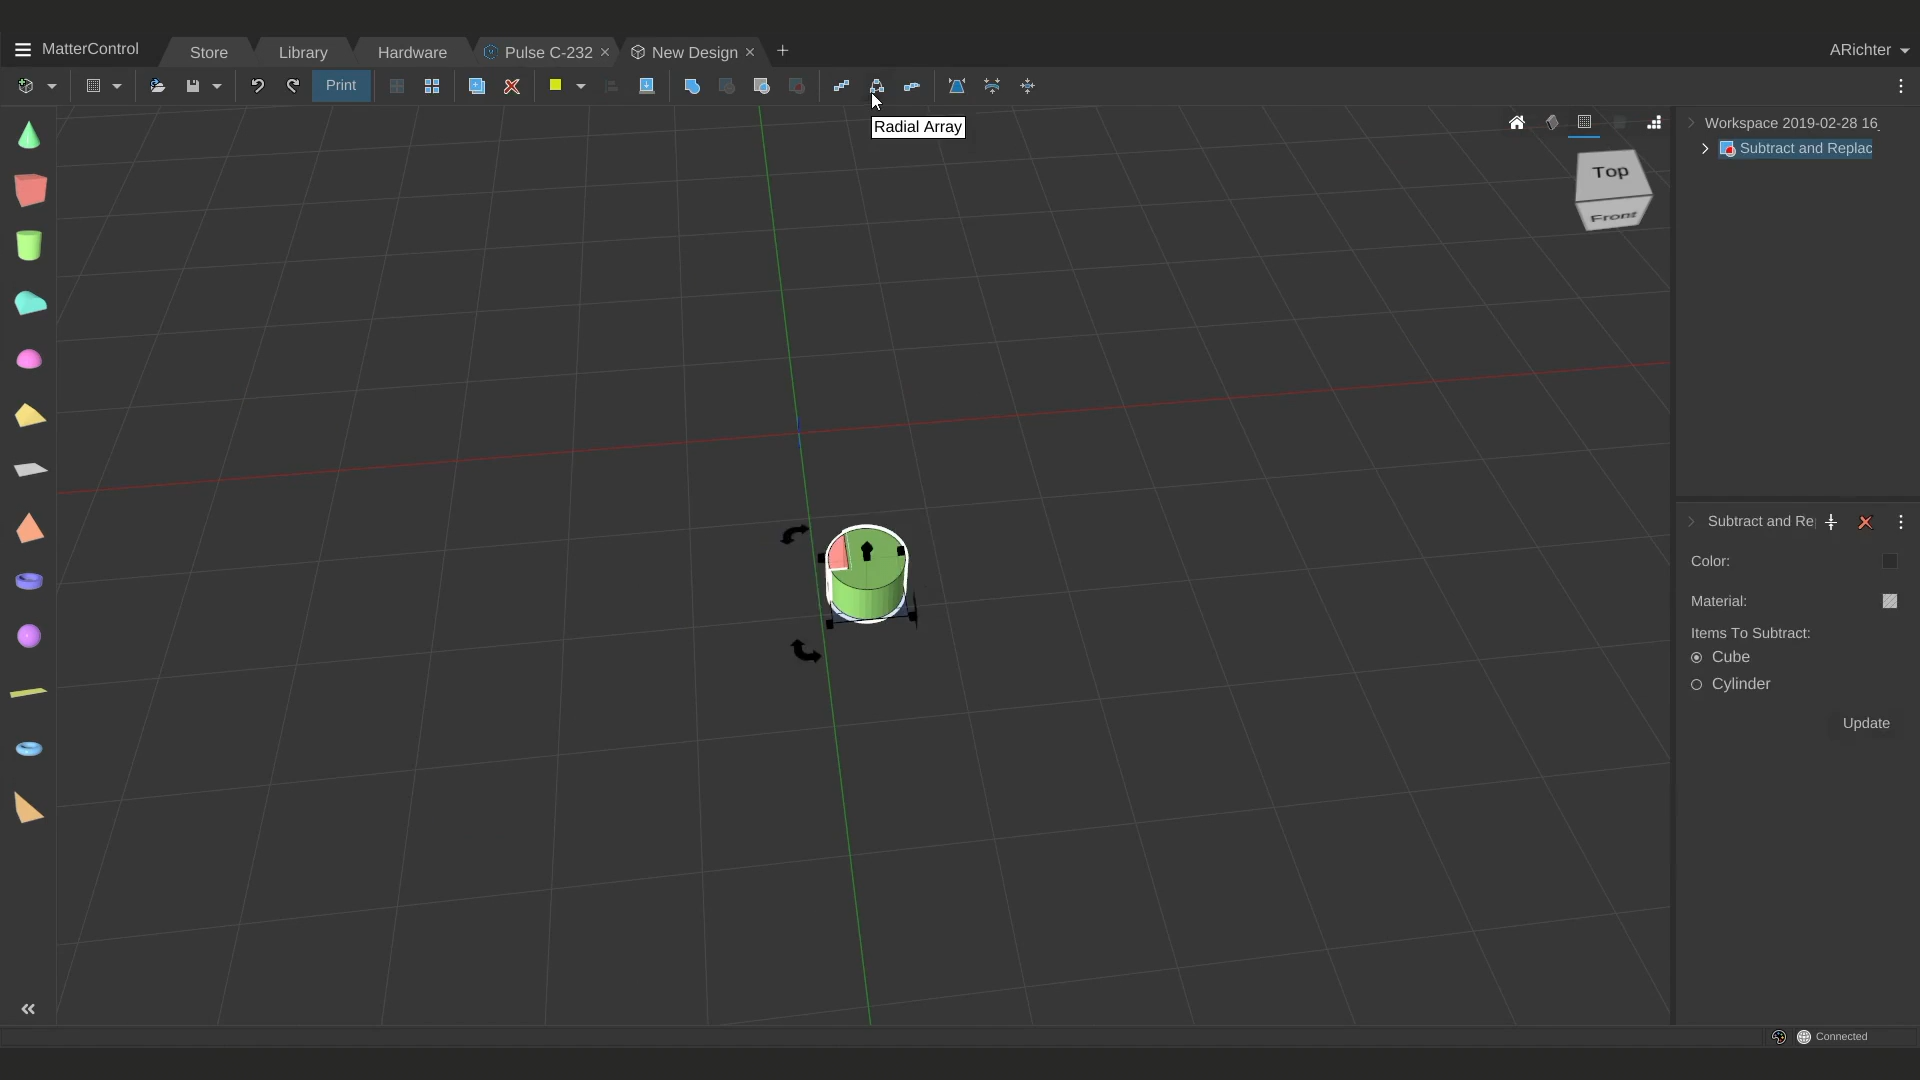 MatterControl
Store
Library
Hardware
Pulse C-232
New Design
ARichter
Print
Radial Array
Top
Front
Workspace 2019-02-28 16_
Subtract and Replac
Subtract and Re
Color:
Material:
Items To Subtract:
Cube
Cylinder
Update
Connected